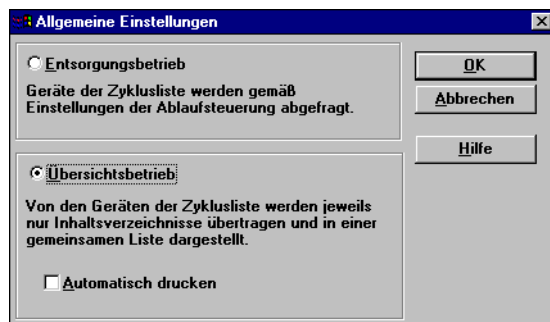 Allgemeine Einstellungen
Entsorgungsbetrieb
Geräte der Zyklusliste werden gemäß
Einstellungen der Ablaufsteuerung abgefragt.
Übersichtsbetrieb
Von den Geräten der Zyklusliste werden jeweils
nur Inhaltsverzeichnisse übertragen und in einer
gemeinsamen Liste dargestellt.
Automatisch drucken
OK
Abbrechen
Hilfe